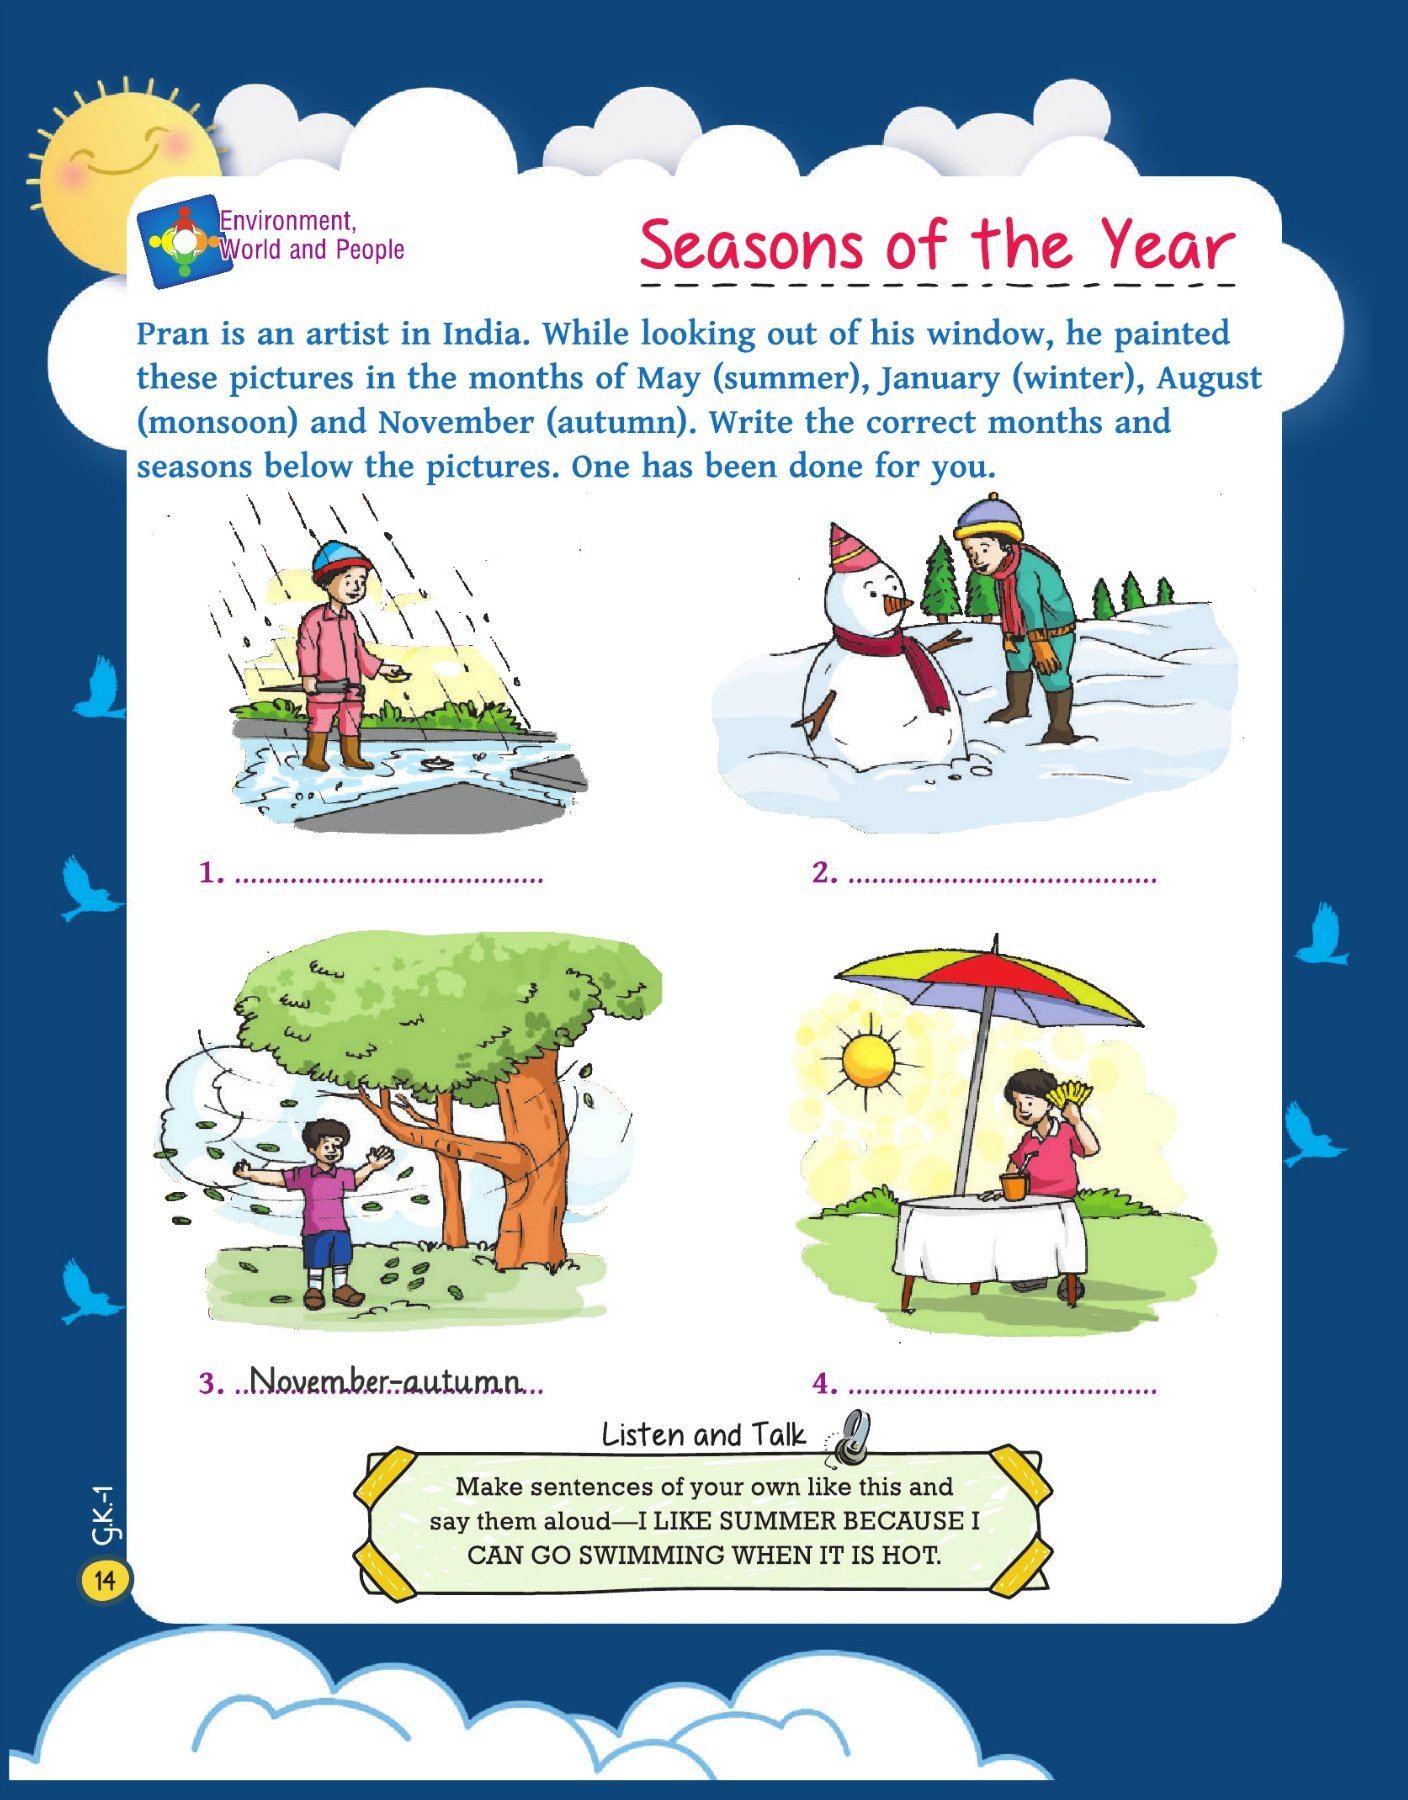 Environment,
World and People
Seasons of the Year
Pran is an artist in India. While looking out of his window, he painted
these pictures in the months of May (summer), January (winter), August
(monsoon) and November (autumn). Write the correct months and
seasons below the pictures. One has been done for you.
1. .......................................
2. .......................................
3. ..November-autumn...
4. .......................................
Listen and Talk
Make sentences of your own like this and
say them aloud—I LIKE SUMMER BECAUSE I
CAN GO SWIMMING WHEN IT IS HOT.
G.K.-1
14